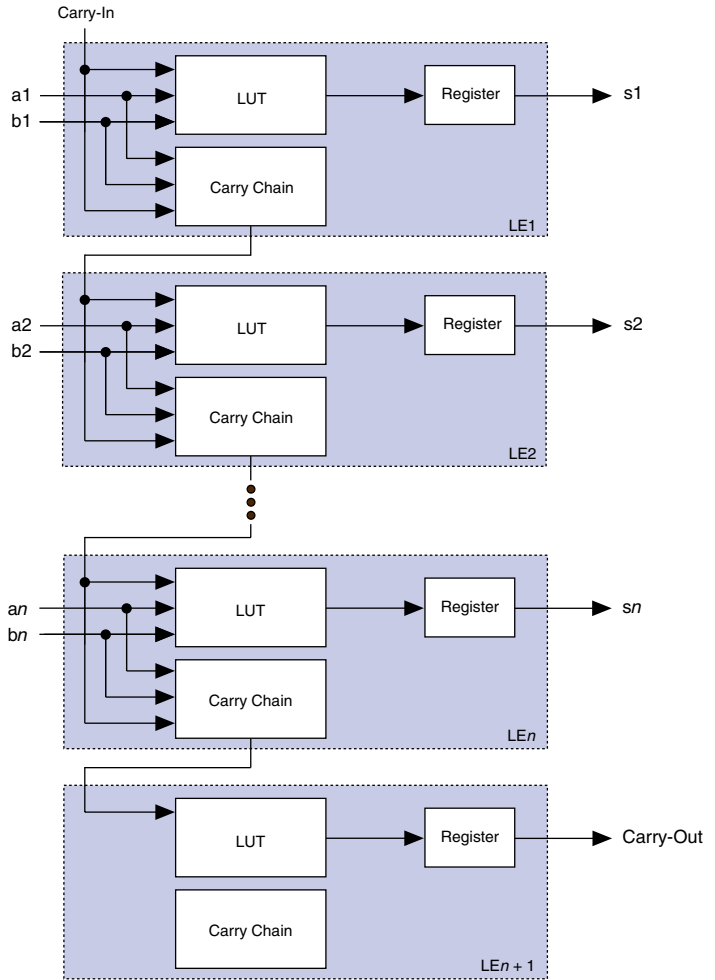 Carry-In
a1
b1
LUT
Register
s1
Carry Chain
LE1
a2
b2
LUT
Register
s2
Carry Chain
LE2
an
bn
LUT
Register
sn
Carry Chain
LEn
LUT
Register
Carry-Out
Carry Chain
LEn + 1